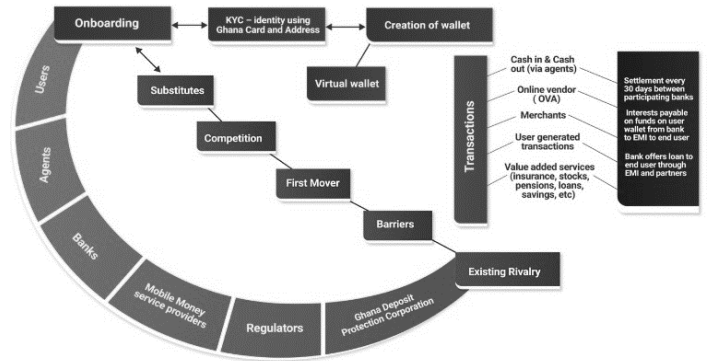 Onboarding
KYC – identity using
Ghana Card and Address
Creation of wallet
Virtual wallet
Substitutes
Competition
First Mover
Barriers
Existing Rivalry
Users
Agents
Banks
Mobile Money
service providers
Regulators
Ghana Deposit
Protection Corporation
Transactions
Cash in & Cash
out (via agents)
Online vendor
( OVA)
Merchants
User generated
transactions
Value added services
(insurance, stocks,
pensions, loans,
savings, etc)
Settlement every
30 days between
participating banks
Interests payable
on funds on user
wallet from bank
to EMI to end user
Bank offers loan to
end user through
EMI and partners